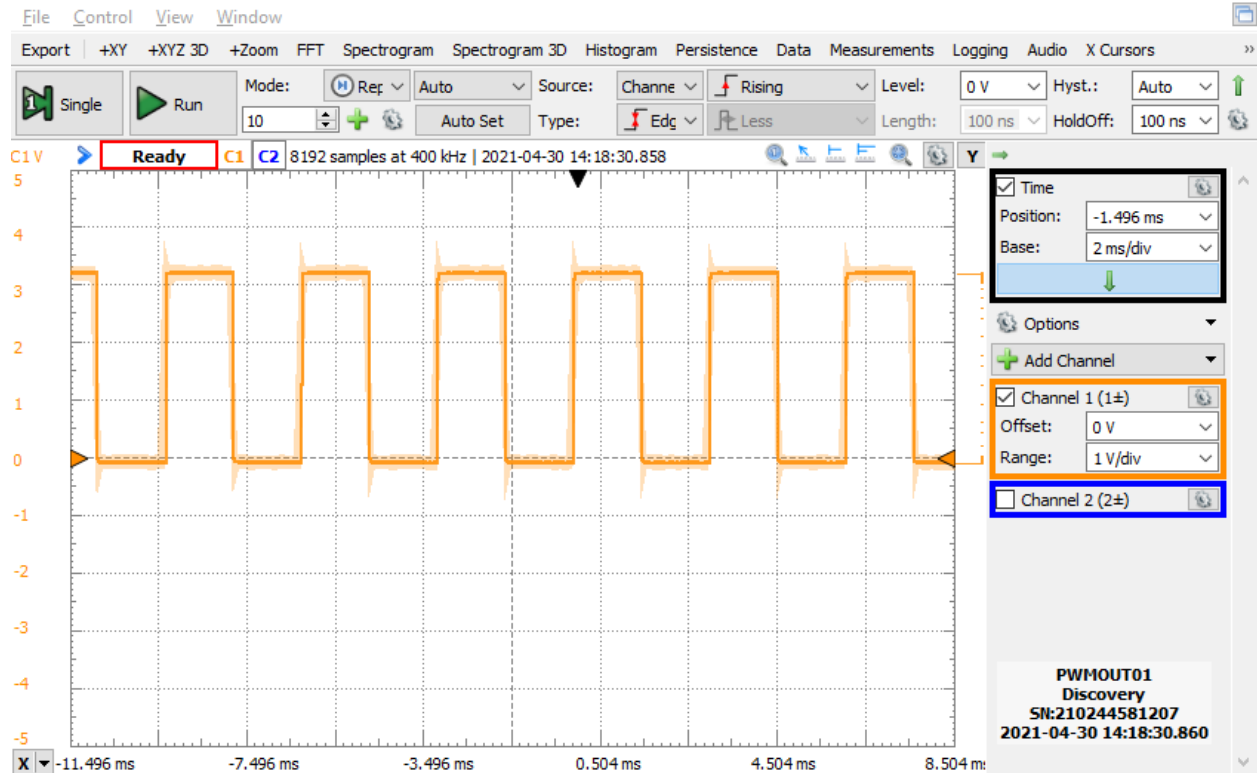 File Control View Window
Export +XY +XYZ 3D +Zoom FFT Spectrogram Spectrogram 3D Histogram Persistence Data Measurements Logging Audio X Cursors »
1 Single Run Mode: Rep Auto Source: Channe Rising Level: 0 V Hyst.: Auto
10 Auto Set Type: Edg Less Length: 100 ns HoldOff: 100 ns
C1 V Ready C1 C2 8192 samples at 400 kHz | 2021-04-30 14:18:30.858 Y
5
4
3
2
1
0
-1
-2
-3
-4
-5
X -11.496 ms -7.496 ms -3.496 ms 0.504 ms 4.504 ms 8.504 ms
Time
Position: -1.496 ms
Base: 2 ms/div
Options
Add Channel
Channel 1 (1±)
Offset: 0 V
Range: 1 V/div
Channel 2 (2±)
PWMOUT01
Discovery
SN:210244581207
2021-04-30 14:18:30.860